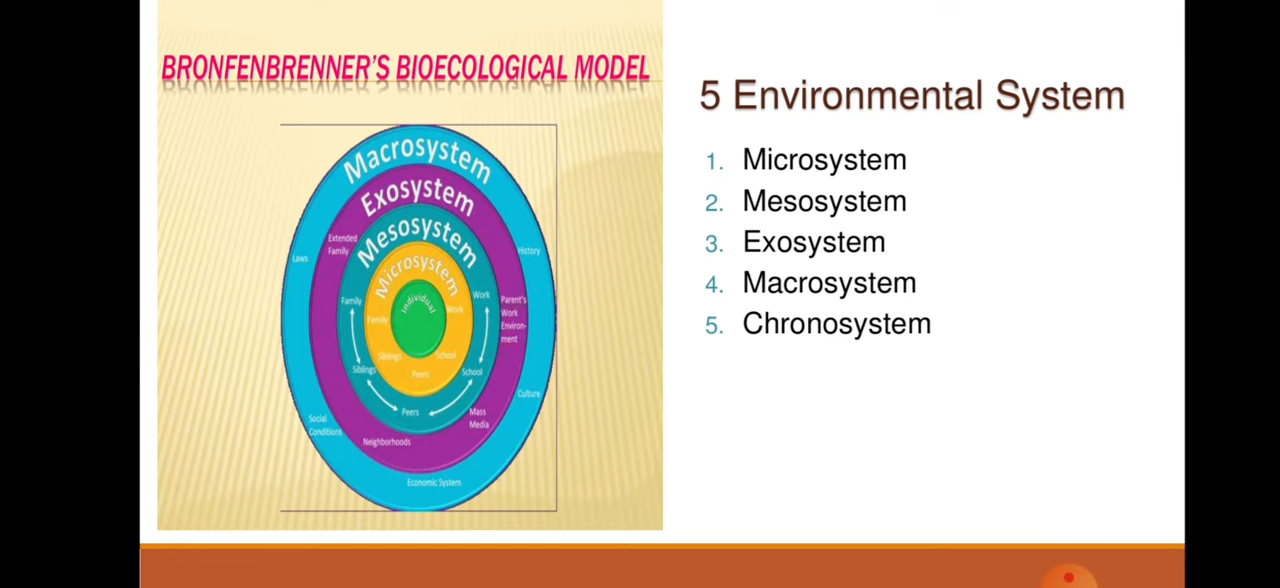 BRONFENBRENNER'S BIOECOLOGICAL MODEL
Macrosystem
Exosystem
Mesosystem
Microsystem
Individual
Extended
Family
Laws
History
Family
Work
Family
Work
Parent's
Work
Environ-
ment
Siblings
School
Siblings
School
Peers
Peers
Culture
Mass
Media
Social
Conditions
Neighborhoods
Economic System
5 Environmental System
1. Microsystem
2. Mesosystem
3. Exosystem
4. Macrosystem
5. Chronosystem